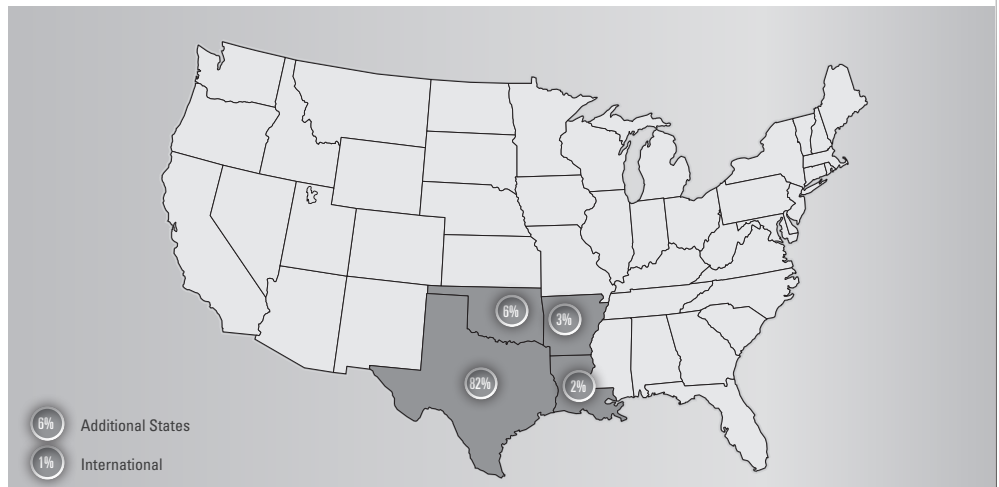 6%
3%
82%
2%
6% Additional States
1% International